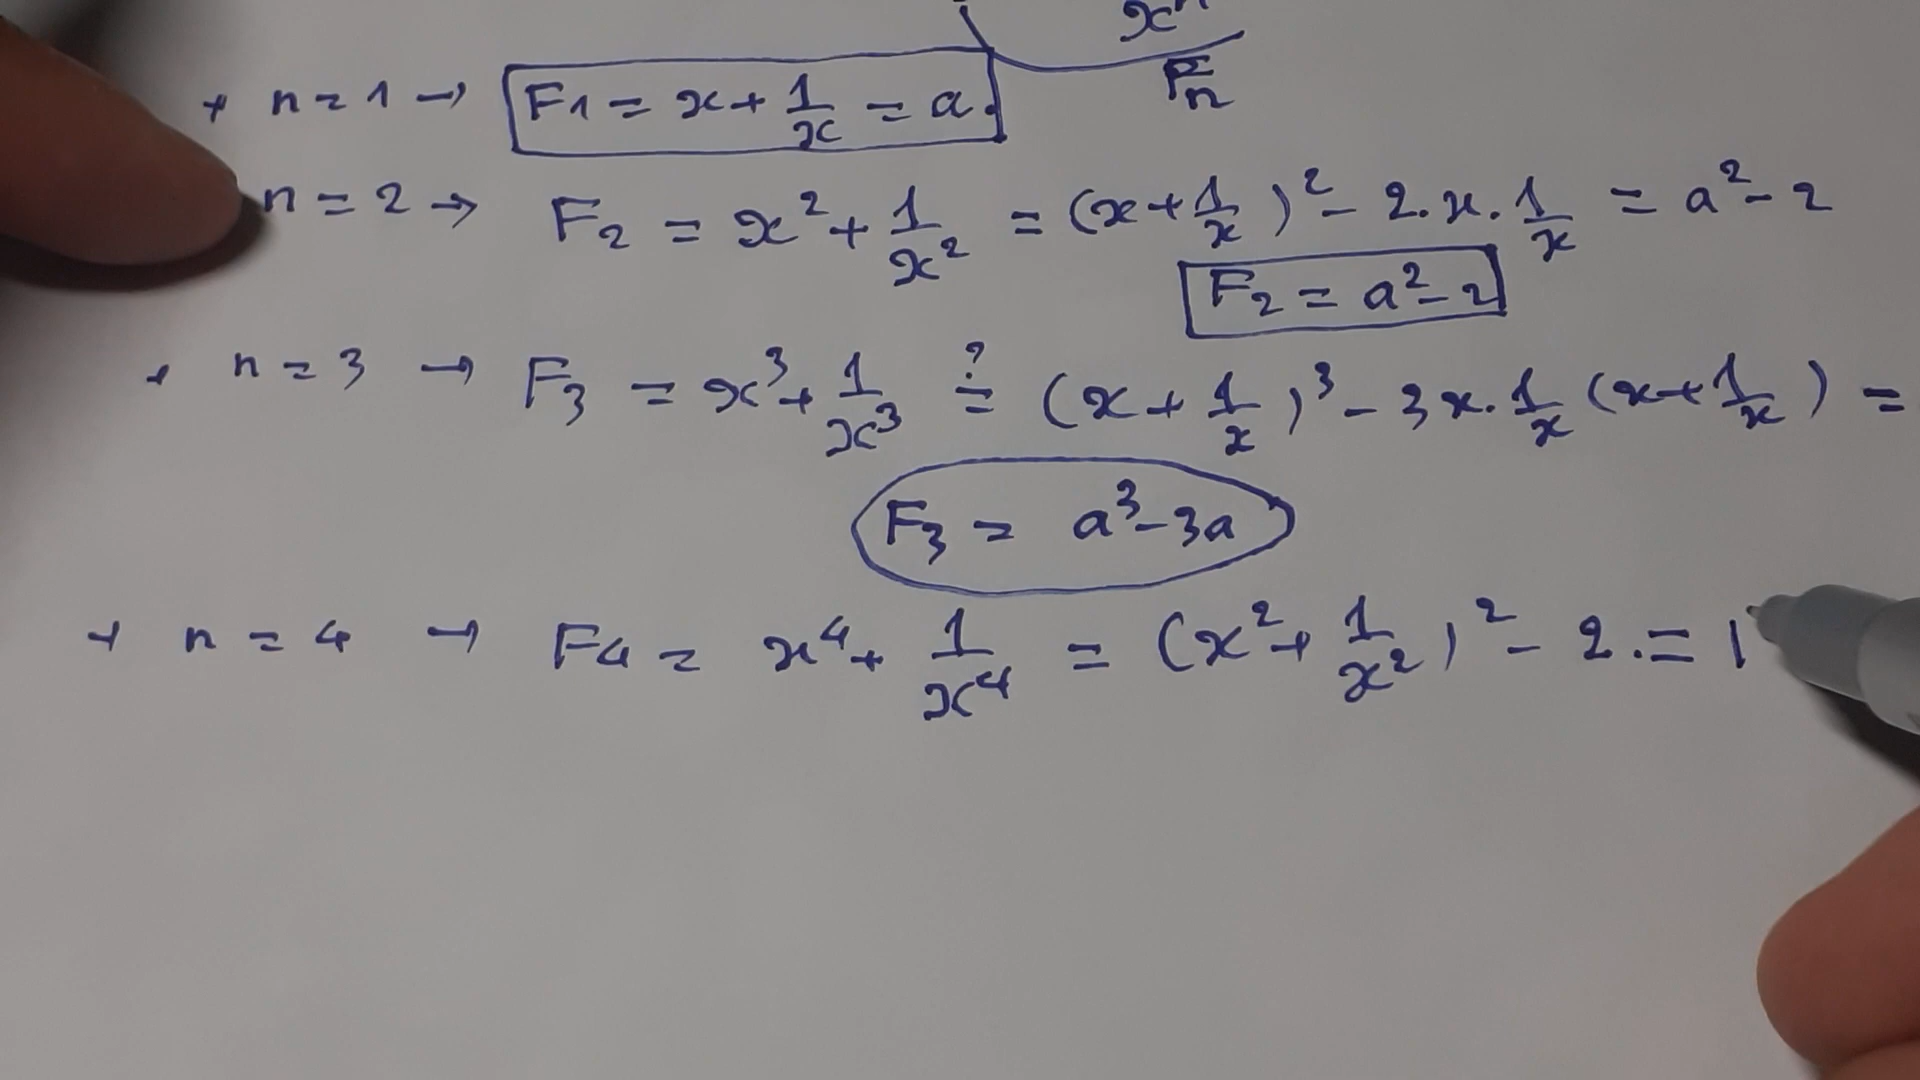 xⁿ
Fn
+ n = 1 → F1 = x + 1/x = a.
n = 2 → F₂ = x² + 1/x² = (x + 1/x)² - 2.x.1/x = a² - 2
F₂ = a² - 2
+ n = 3 → F₃ = x³ + 1/x³ ?= (x + 1/x)³ - 3x.1/x (x + 1/x) =
F₃ = a³ - 3a
+ n = 4 → F4 = x⁴ + 1/x⁴ = (x² + 1/x²)² - 2. =